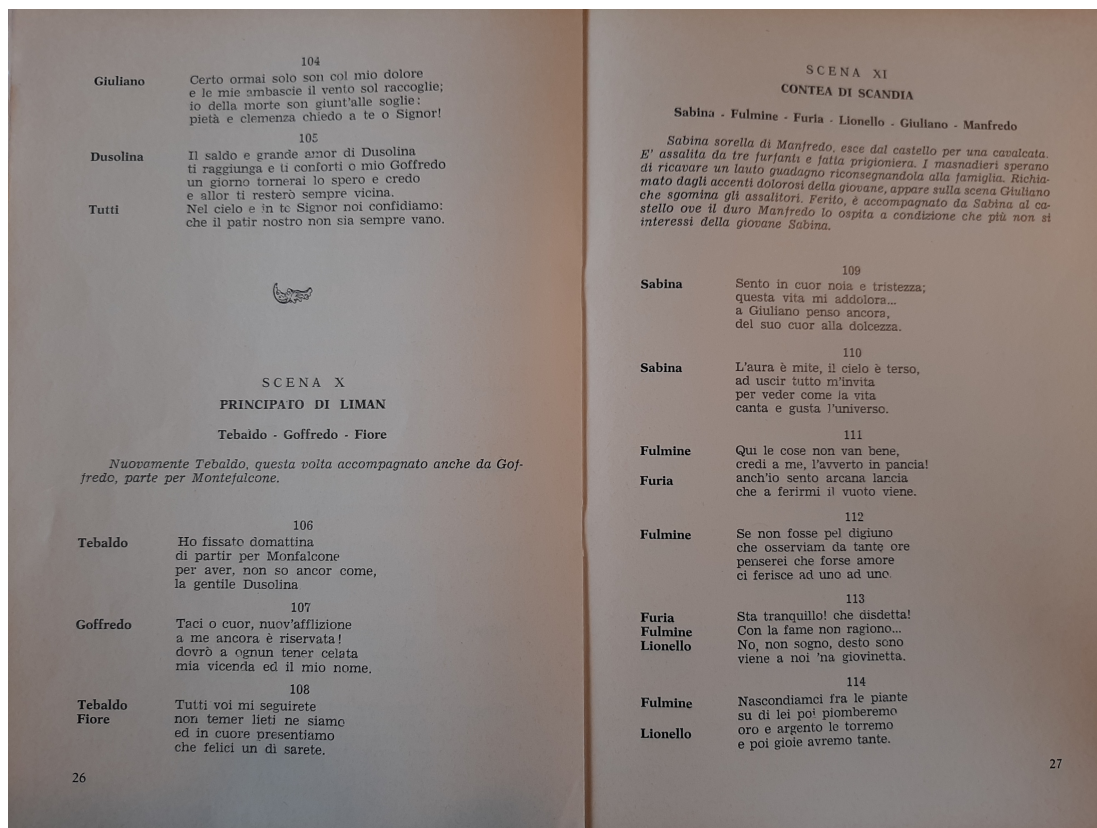 104
Giuliano Certo ormai solo son col mio dolore
e le mie ambascie il vento sol raccoglie;
io della morte son giunt'alle soglie:
pietà e clemenza chiedo a te o Signor!
105
Dusolina Il saldo e grande amor di Dusolina
ti raggiunga e ti conforti o mio Goffredo
un giorno tornerai lo spero e credo
e allor ti resterò sempre vicina.
Tutti Nel cielo e in te Signor noi confidiamo:
che il patir nostro non sia sempre vano.
SCENA X
PRINCIPATO DI LIMAN
Tebaldo - Goffredo - Fiore
Nuovamente Tebaldo, questa volta accompagnato anche da Gof-
fredo, parte per Montefalcone.
106
Tebaldo Ho fissato domattina
di partir per Monfalcone
per aver, non so ancor come,
la gentile Dusolina
107
Goffredo Taci o cuor, nuov'afflizione
a me ancora è riservata!
dovrò a ognun tener celata
mia vicenda ed il mio nome.
108
Tebaldo Tutti voi mi seguirete
Fiore non temer lieti ne siamo
ed in cuore presentiamo
che felici un dì sarete.
26
SCENA XI
CONTEA DI SCANDIA
Sabina - Fulmine - Furia - Lionello - Giuliano - Manfredo
Sabina sorella di Manfredo, esce dal castello per una cavalcata.
E' assalita da tre furfanti e fatta prigioniera. I masnadieri sperano
di ricavare un lauto guadagno riconsegnandola alla famiglia. Richia-
mato dagli accenti dolorosi della giovane, appare sulla scena Giuliano
che sgomina gli assalitori. Ferito, è accompagnato da Sabina al ca-
stello ove il duro Manfredo lo ospita a condizione che più non si
interessi della giovane Sabina.
109
Sabina Sento in cuor noia e tristezza;
questa vita mi addolora...
a Giuliano penso ancora,
del suo cuor alla dolcezza.
110
Sabina L'aura è mite, il cielo è terso,
ad uscir tutto m'invita
per veder come la vita
canta e gusta l'universo.
111
Fulmine Qui le cose non van bene,
credi a me, l'avverto in pancia!
Furia anch'io sento arcana lancia
che a ferirmi il vuoto viene.
112
Fulmine Se non fosse pel digiuno
che osserviam da tante ore
penserei che forse amore
ci ferisce ad uno ad uno.
113
Furia Sta tranquillo! che disdetta!
Fulmine Con la fame non ragiono...
Lionello No, non sogno, desto sono
viene a noi 'na giovinetta.
114
Fulmine Nascondiamci fra le piante
su di lei poi piomberemo
Lionello oro e argento le torremo
e poi gioie avremo tante.
27